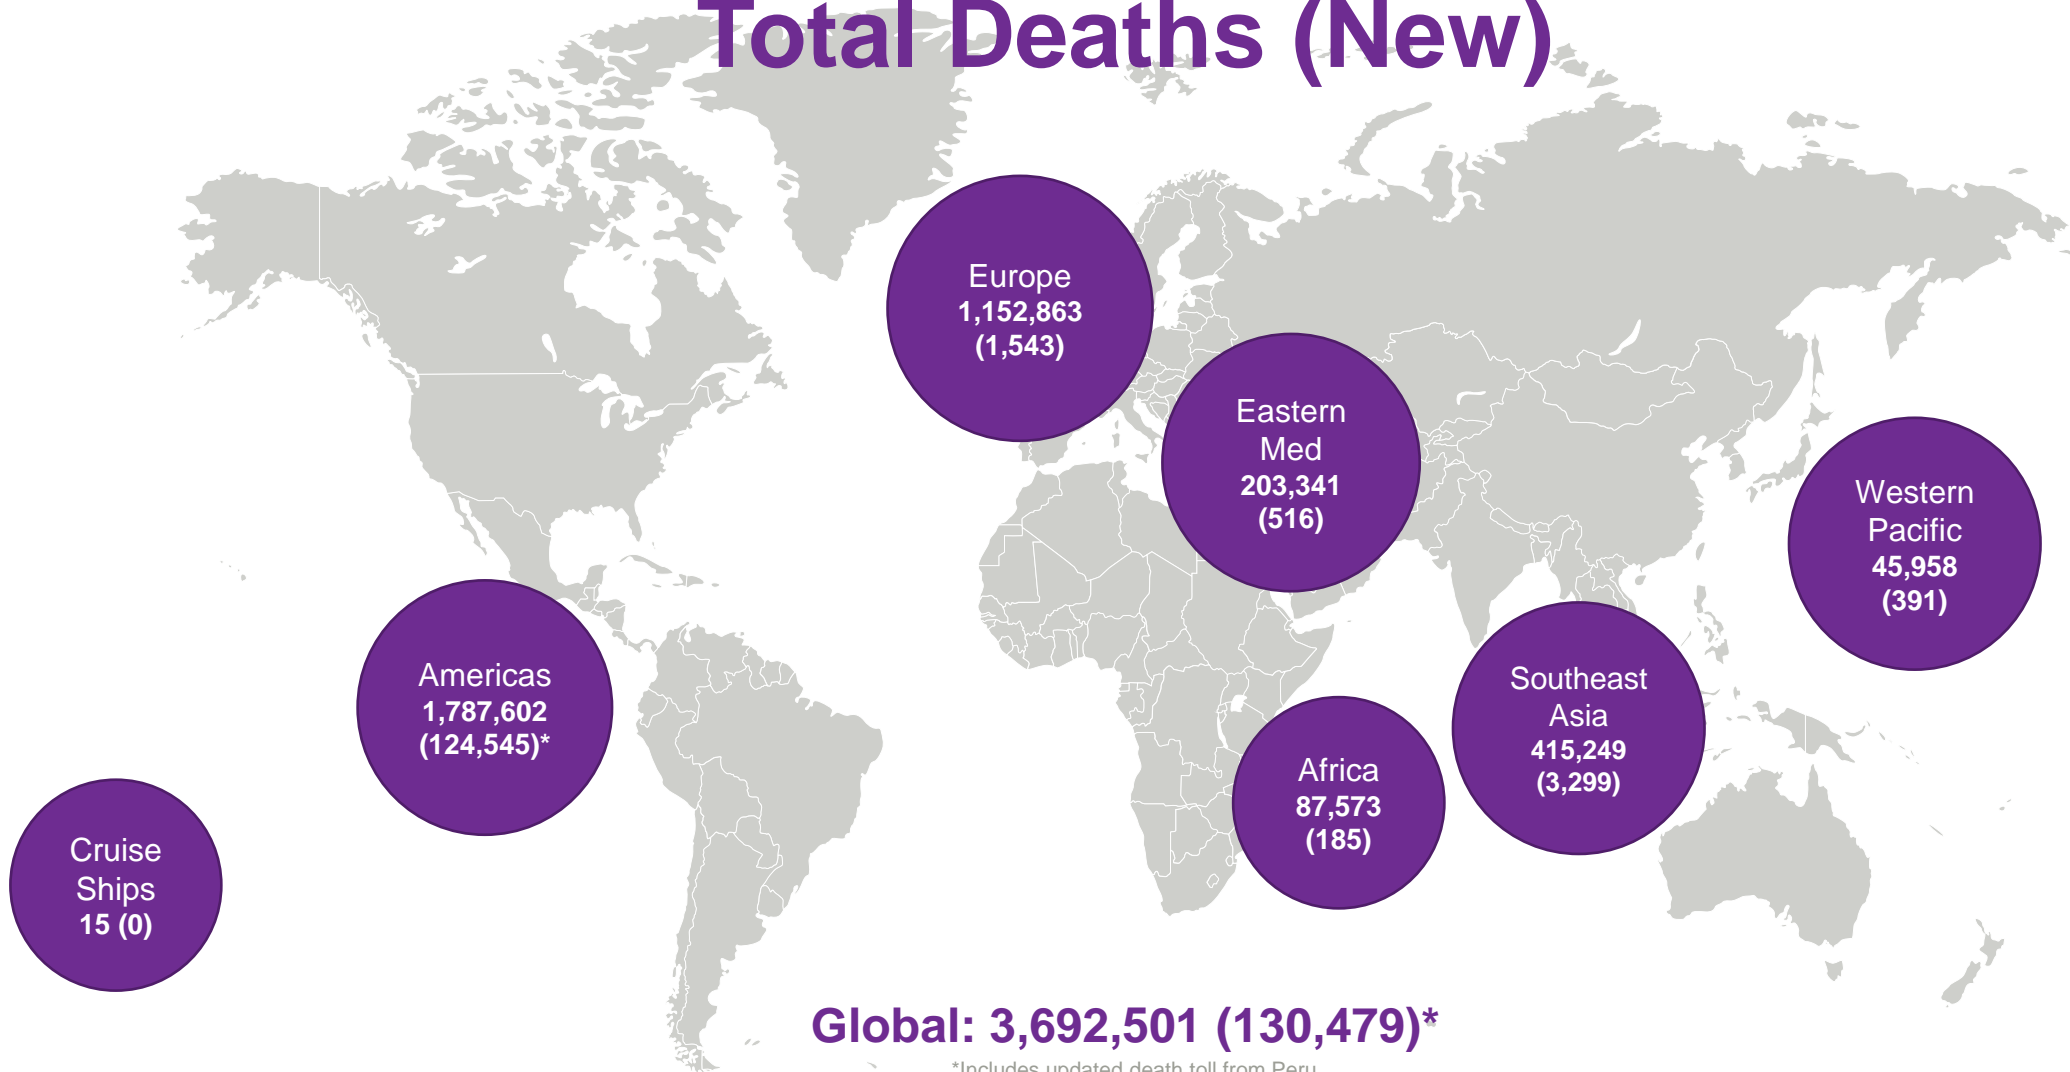 Total Deaths (New)
Europe
1,152,863
(1,543)
Eastern
Med
203,341
(516)
Western
Pacific
45,958
(391)
Americas
1,787,602
(124,545)*
Southeast
Asia
415,249
(3,299)
Africa
87,573
(185)
Cruise
Ships
15 (0)
Global: 3,692,501 (130,479)*
*Includes updated death toll from Peru